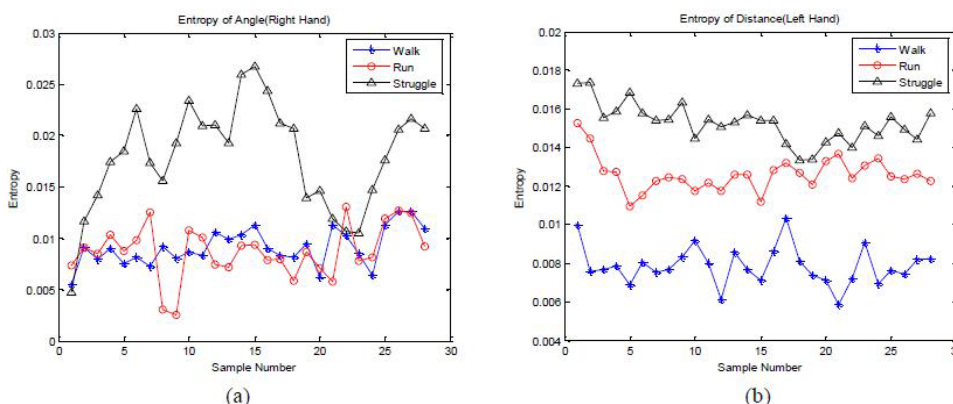 Entropy of Angle(Right Hand)
0.03
0.025
0.02
0.015
0.01
0.005
0
Entropy
Walk
Run
Struggle
0 5 10 15 20 25 30
Sample Number
(a)
Entropy of Distance(Left Hand)
0.02
0.018
0.016
0.014
0.012
0.01
0.008
0.006
0.004
Entropy
Walk
Run
Struggle
0 5 10 15 20 25 30
Sample Number
(b)